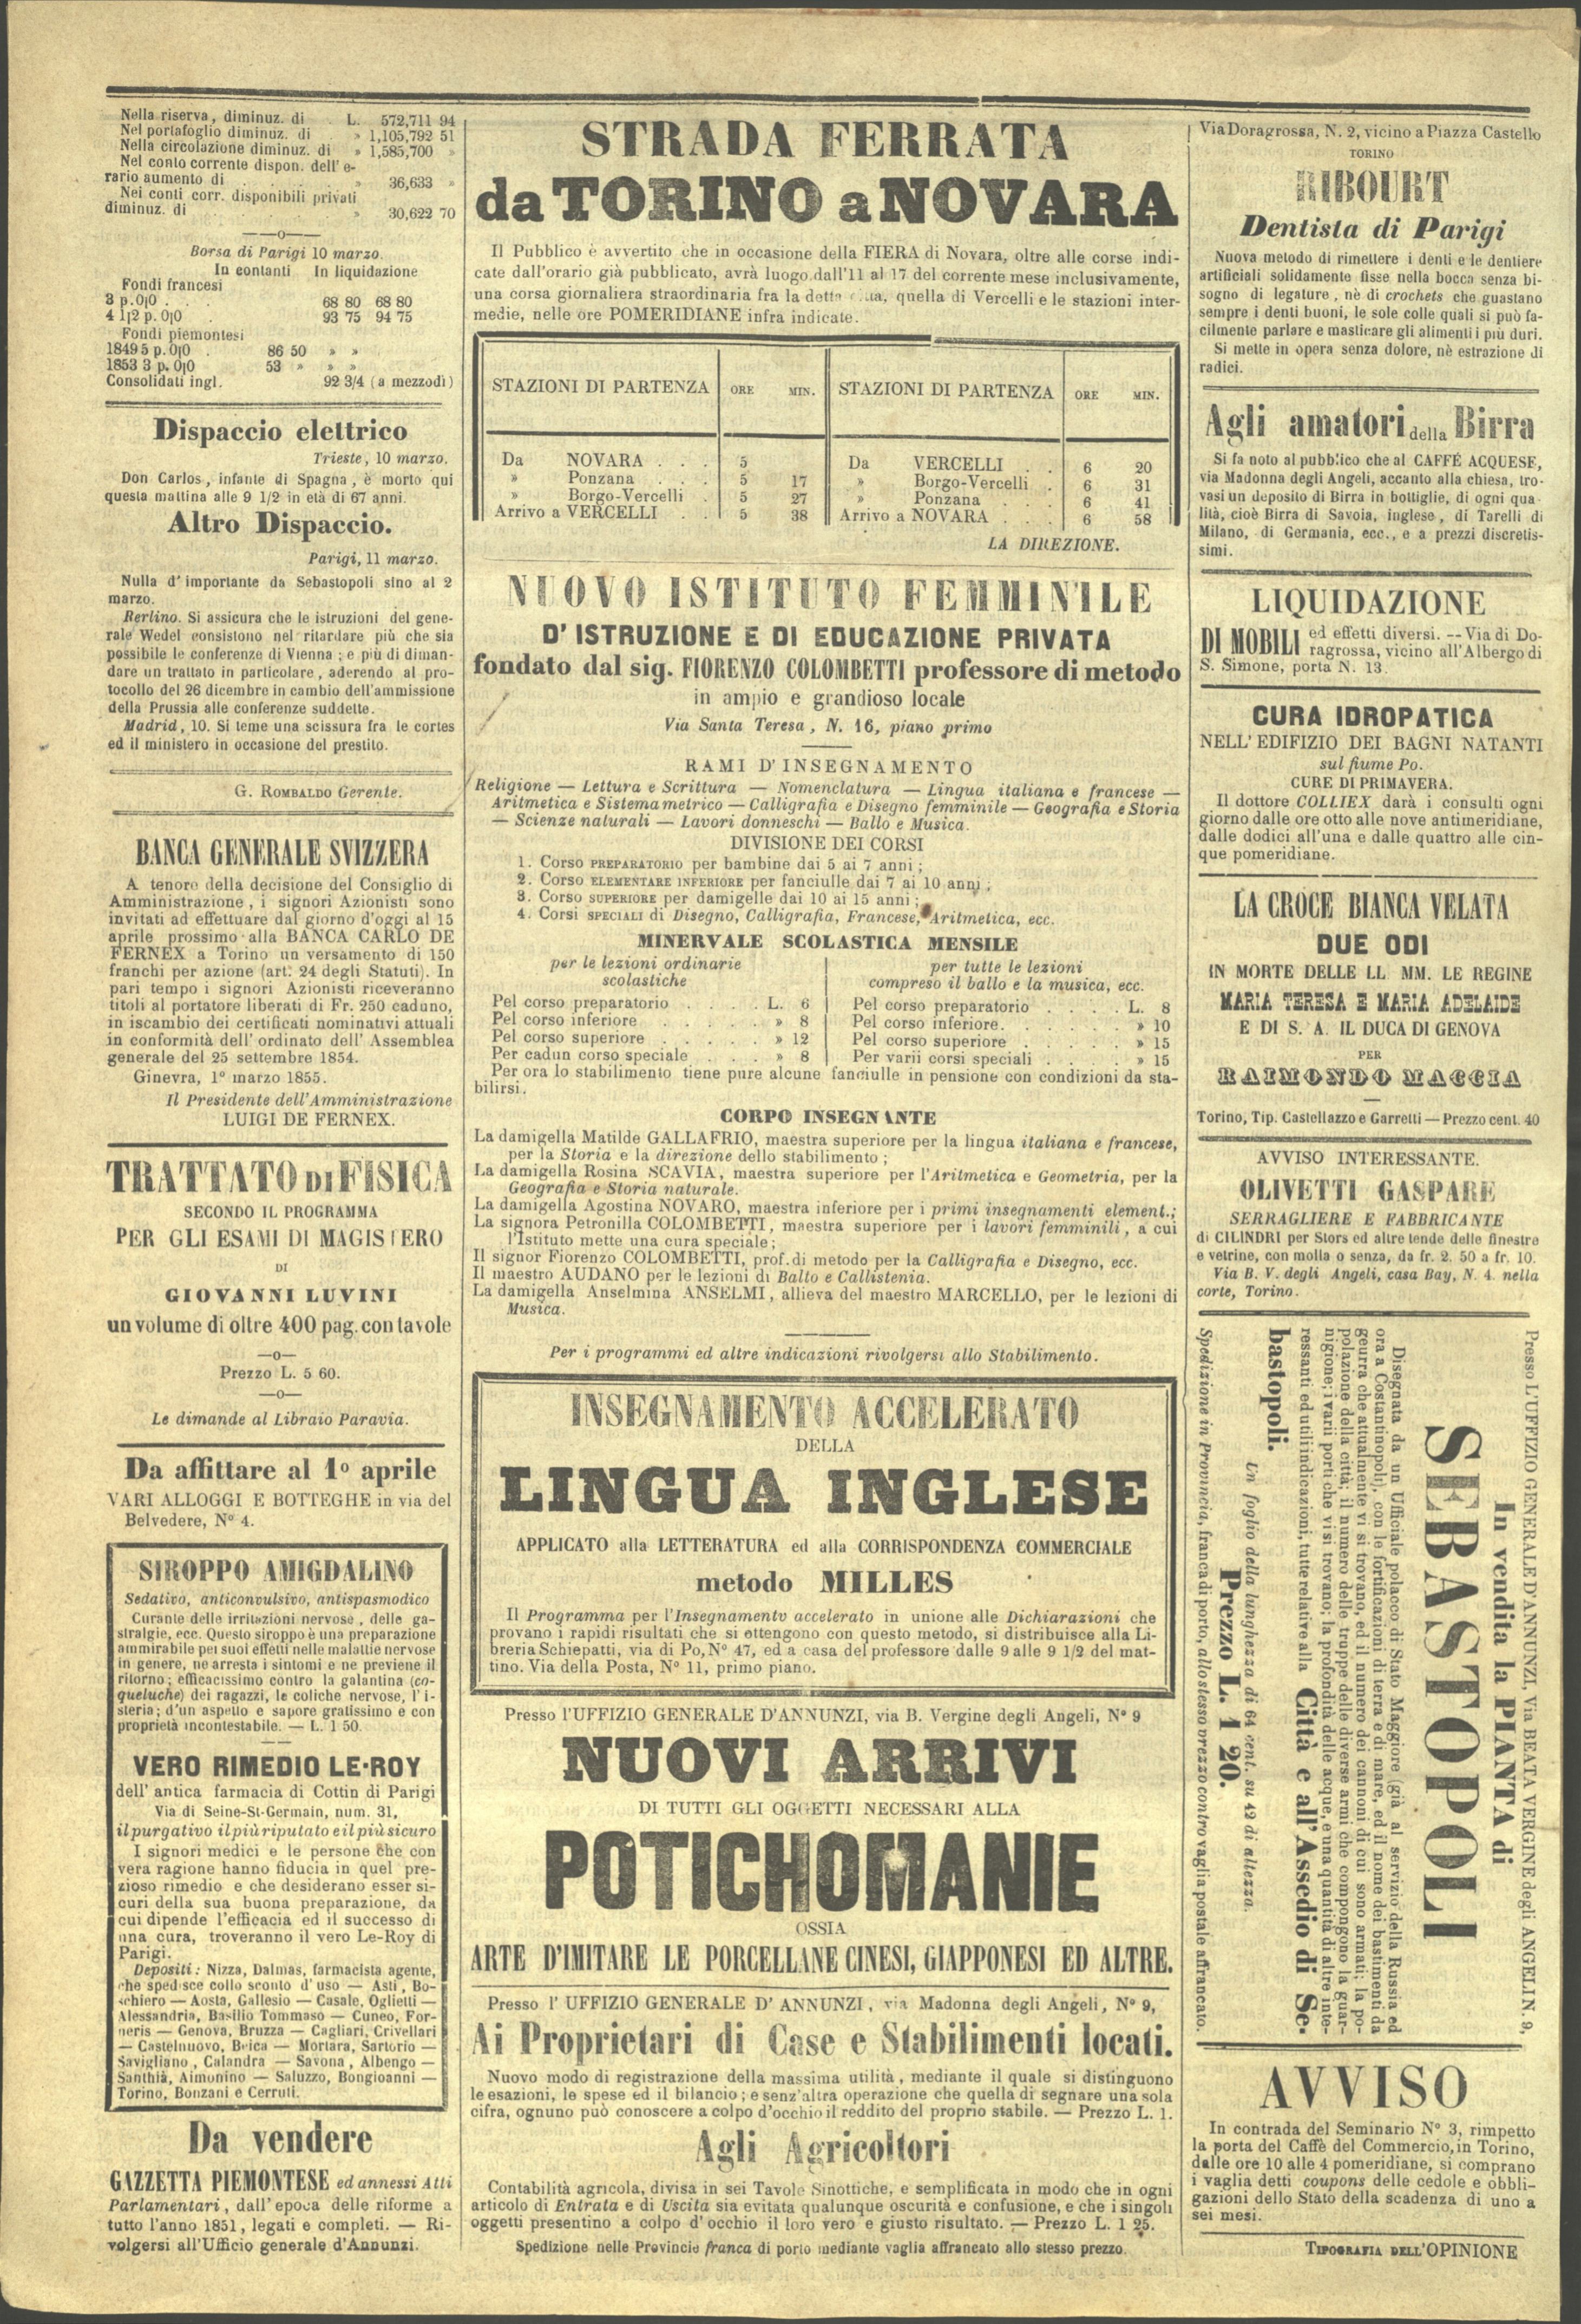 Nella riserva, diminuz. di . L. 572,711 94
Nel portafoglio diminuz. di . » 1,105,792 51
Nella circolazione diminuz. di » 1,585,700 »
Nel conto corrente dispon. dell' e-
rario aumento di . . . . » 36,633 »
Nei conti corr. disponibili privati
diminuz. di . . . . » 30,622 70
Borsa di Parigi 10 marzo.
In contanti In liquidazione
Fondi francesi
3 p. 0|0 . . . 68 80 68 80
4 1|2 p. 0|0 . 93 75 94 75
Fondi piemontesi
1849 5 p. 0|0 . 86 50 » »
1853 3 p. 0|0 53 » » »
Consolidati ingl. 92 3/4 (a mezzodì)
Dispaccio elettrico
Trieste, 10 marzo.
Don Carlos, infante di Spagna, è morto qui
questa mattina alle 9 1/2 in età di 67 anni.
Altro Dispaccio.
Parigi, 11 marzo.
Nulla d' importante da Sebastopoli sino al 2
marzo.
Rerlino. Si assicura che le istruzioni del gene-
rale Wedel consistono nel ritardare più che sia
possibile le conferenze di Vienna ; e più di diman-
dare un trattato in particolare, aderendo al pro-
tocollo del 26 dicembre in cambio dell'ammissione
della Prussia alle conferenze suddette.
Madrid, 10. Si teme una scissura fra le cortes
ed il ministero in occasione del prestito.
G. ROMBALDO Gerente.
BANCA GENERALE SVIZZERA
A tenore della decisione del Consiglio di
Amministrazione, i signori Azionisti sono
invitati ad effettuare dal giorno d'oggi al 15
aprile prossimo alla BANCA CARLO DE
FERNEX a Torino un versamento di 150
franchi per azione (art. 24 degli Statuti). In
pari tempo i signori Azionisti riceveranno
titoli al portatore liberati di Fr. 250 caduno,
in iscambio dei certificati nominativi attuali
in conformità dell' ordinato dell' Assemblea
generale del 25 settembre 1854.
Ginevra, 1° marzo 1855.
Il Presidente dell'Amministrazione
LUIGI DE FERNEX.
TRATTATO DI FISICA
SECONDO IL PROGRAMMA
PER GLI ESAMI DI MAGISTERO
DI
GIOVANNI LUVINI
un volume di oltre 400 pag. con tavole
—o—
Prezzo L. 5 60.
—o—
Le dimande al Libraio Paravia.
Da affittare al 1° aprile
VARI ALLOGGI E BOTTEGHE in via del
Belvedere, N° 4.
SIROPPO AMIGDALINO
Sedativo, anticonvulsivo, antispasmodico
Curante delle irritazioni nervose, delle ga-
stralgie, ecc. Questo siroppo è una preparazione
ammirabile pei suoi effetti nelle malattie nervose
in genere, ne arresta i sintomi e ne previene il
ritorno; efficacissimo contro la galantina (co-
queluche) dei ragazzi, le coliche nervose, l' i-
steria; d'un aspetto e sapore gratissimo e con
proprietà incontestabile. — L. 1 50.
VERO RIMEDIO LE-ROY
dell' antica farmacia di Cottin di Parigi
Via di Seine-St-Germain, num. 31,
il purgativo il più riputato e il più sicuro
I signori medici e le persone che con
vera ragione hanno fiducia in quel pre-
zioso rimedio e che desiderano esser si-
curi della sua buona preparazione, da
cui dipende l'efficacia ed il successo di
una cura, troveranno il vero Le-Roy di
Parigi.
Depositi: Nizza, Dalmas, farmacista agente,
che spedisce collo sconto d' uso — Asti, Bo-
schiero — Aosta, Gallesio — Casale, Oglietti —
Alessandria, Basilio Tommaso — Cuneo, For-
neris — Genova, Bruzza — Cagliari, Crivellari
— Castelnuovo, Brica — Mortara, Sartorio —
Savigliano, Calandra — Savona, Albengo —
Santhià, Aimonino — Saluzzo, Bongioanni —
Torino, Bonzani e Cerruti.
Da vendere
GAZZETTA PIEMONTESE ed annessi Atti
Parlamentari, dall' epoca delle riforme a
tutto l'anno 1851, legati e completi. — Ri-
volgersi all'Ufficio generale d'Annunzi.
STRADA FERRATA
da TORINO a NOVARA
Il Pubblico è avvertito che in occasione della FIERA di Novara, oltre alle corse indi-
cate dall'orario già pubblicato, avrà luogo dall'11 al 17 del corrente mese inclusivamente,
una corsa giornaliera straordinaria fra la detta quella di Vercelli e le stazioni inter-
medie, nelle ore POMERIDIANE infra indicate.
STAZIONI DI PARTENZA ORE MIN. STAZIONI DI PARTENZA ORE MIN.
Da NOVARA . . . 5 Da VERCELLI . . 6 20
» Ponzana . . . 5 17 » Borgo-Vercelli . 6 31
» Borgo-Vercelli . 5 27 » Ponzana . . . 6 41
Arrivo a VERCELLI . . 5 38 Arrivo a NOVARA . . . 6 58
LA DIREZIONE.
NUOVO ISTITUTO FEMMINILE
D' ISTRUZIONE E DI EDUCAZIONE PRIVATA
fondato dal sig. FIORENZO COLOMBETTI professore di metodo
in ampio e grandioso locale
Via Santa Teresa, N. 16, piano primo
RAMI D' INSEGNAMENTO
Religione — Lettura e Scrittura — Nomenclatura — Lingua italiana e francese —
Aritmetica e Sistema metrico — Calligrafia e Disegno femminile — Geografia e Storia
— Scienze naturali — Lavori donneschi — Ballo e Musica.
DIVISIONE DEI CORSI
1. Corso PREPARATORIO per bambine dai 5 ai 7 anni ;
2. Corso ELEMENTARE INFERIORE per fanciulle dai 7 ai 10 anni ;
3. Corso SUPERIORE per damigelle dai 10 ai 15 anni ;
4. Corsi SPECIALI di Disegno, Calligrafia, Francese, Aritmetica, ecc.
MINERVALE SCOLASTICA MENSILE
per le lezioni ordinarie
scolastiche
Pel corso preparatorio . . . . L. 6
Pel corso inferiore . . . . . » 8
Pel corso superiore . . . . . » 12
Per cadun corso speciale . . . » 8
per tutte le lezioni
compreso il ballo e la musica, ecc.
Pel corso preparatorio . . . . L. 8
Pel corso inferiore. . . . . . » 10
Pel corso superiore . . . . . » 15
Per varii corsi speciali . . . . » 15
Per ora lo stabilimento tiene pure alcune fanciulle in pensione con condizioni da sta-
bilirsi.
CORPO INSEGNANTE
La damigella Matilde GALLAFRIO, maestra superiore per la lingua italiana e francese,
per la Storia e la direzione dello stabilimento ;
La damigella Rosina SCAVIA, maestra superiore per l'Aritmetica e Geometria, per la
Geografia e Storia naturale.
La damigella Agostina NOVARO, maestra inferiore per i primi insegnamenti element.;
La signora Petronilla COLOMBETTI, maestra superiore per i lavori femminili, a cui
l'Istituto mette una cura speciale ;
Il signor Fiorenzo COLOMBETTI, prof. di metodo per la Calligrafia e Disegno, ecc.
Il maestro AUDANO per le lezioni di Ballo e Callistenia.
La damigella Anselmina ANSELMI, allieva del maestro MARCELLO, per le lezioni di
Musica.
Per i programmi ed altre indicazioni rivolgersi allo Stabilimento.
INSEGNAMENTO ACCELERATO
DELLA
LINGUA INGLESE
APPLICATO alla LETTERATURA ed alla CORRISPONDENZA COMMERCIALE
metodo MILLES
Il Programma per l'Insegnamento accelerato in unione alle Dichiarazioni che
provano i rapidi risultati che si ottengono con questo metodo, si distribuisce alla Li-
breria Schiepatti, via di Po, N° 47, ed a casa del professore dalle 9 alle 9 1/2 del mat-
tino. Via della Posta, N° 11, primo piano.
Presso l'UFFIZIO GENERALE D'ANNUNZI, via B. Vergine degli Angeli, N° 9
NUOVI ARRIVI
DI TUTTI GLI OGGETTI NECESSARI ALLA
POTICHOMANIE
OSSIA
ARTE D'IMITARE LE PORCELLANE CINESI, GIAPPONESI ED ALTRE.
Presso l' UFFIZIO GENERALE D' ANNUNZI, via Madonna degli Angeli, N° 9,
Ai Proprietari di Case e Stabilimenti locati.
Nuovo modo di registrazione della massima utilità, mediante il quale si distinguono
le esazioni, le spese ed il bilancio ; e senz'altra operazione che quella di segnare una sola
cifra, ognuno può conoscere a colpo d'occhio il reddito del proprio stabile. — Prezzo L. 1.
Agli Agricoltori
Contabilità agricola, divisa in sei Tavole Sinottiche, e semplificata in modo che in ogni
articolo di Entrata e di Uscita sia evitata qualunque oscurità e confusione, e che i singoli
oggetti presentino a colpo d' occhio il loro vero e giusto risultato. — Prezzo L. 1 25.
Spedizione nelle Provincie franca di porto mediante vaglia affrancato allo stesso prezzo.
Via Doragrossa, N. 2, vicino a Piazza Castello
TORINO
RIBOURT
Dentista di Parigi
Nuova metodo di rimettere i denti e le dentiere
artificiali solidamente fisse nella bocca senza bi-
sogno di legature, nè di crochets che guastano
sempre i denti buoni, le sole colle quali si può fa-
cilmente parlare e masticare gli alimenti i più duri.
Si mette in opera senza dolore, nè estrazione di
radici.
Agli amatori della Birra
Si fa noto al pubblico che al CAFFÈ ACQUESE,
via Madonna degli Angeli, accanto alla chiesa, tro-
vasi un deposito di Birra in bottiglie, di ogni qua-
lità, cioè Birra di Savoia, inglese, di Tarelli di
Milano, di Germania, ecc., e a prezzi discretis-
simi.
LIQUIDAZIONE
DI MOBILI ed effetti diversi. -- Via di Do-
ragrossa, vicino all'Albergo di
S. Simone, porta N. 13.
CURA IDROPATICA
NELL' EDIFIZIO DEI BAGNI NATANTI
sul fiume Po.
CURE DI PRIMAVERA.
Il dottore COLLIEX darà i consulti ogni
giorno dalle ore otto alle nove antimeridiane,
dalle dodici all'una e dalle quattro alle cin-
que pomeridiane.
LA CROCE BIANCA VELATA
DUE ODI
IN MORTE DELLE LL MM. LE REGINE
MARIA TERESA E MARIA ADELAIDE
E DI S. A. IL DUCA DI GENOVA
PER
RAIMONDO MACCIA
Torino, Tip. Castellazzo e Garretti — Prezzo cent. 40
AVVISO INTERESSANTE.
OLIVETTI GASPARE
SERRAGLIERE E FABBRICANTE
di CILINDRI per Stors ed altre tende delle finestre
e vetrine, con molla o senza, da fr. 2. 50 a fr. 10.
Via B. V. degli Angeli, casa Bay, N. 4. nella
corte, Torino.
Presso L'UFFIZIO GENERALE D'ANNUNZI, Via BEATA VERGINE degli ANGELI N. 9,
In vendita la PIANTA di
SEBASTOPOLI
Disegnata da un Ufficiale polacco di Stato Maggiore (già al servizio della Russia ed
ora a Costantinopoli), con le fortificazioni di terra e di mare, ed il nome dei bastimenti da
guerra che attualmente vi si trovano, ed il numero dei cannoni di cui sono armati; la po-
polazione della città; il numero delle truppe delle diverse armi che compongono la guar-
nigione; i varii porti che vi si trovano; la profondità delle acque, e una quantità di altre inte-
ressanti ed utili indicazioni, tutte relative alla Città e all'Assedio di Se-
bastopoli.
Un foglio della lunghezza di 64 cent. su 49 di altezza.
Prezzo L. 1 20.
Spedizione in Provincia, franca di porto, allo stesso prezzo contro vaglia postale affrancato.
AVVISO
In contrada del Seminario N° 3, rimpetto
la porta del Caffè del Commercio, in Torino,
dalle ore 10 alle 4 pomeridiane, si comprano
i vaglia detti coupons delle cedole e obbli-
gazioni dello Stato della scadenza di uno a
sei mesi.
TIPOGRAFIA DELL'OPINIONE